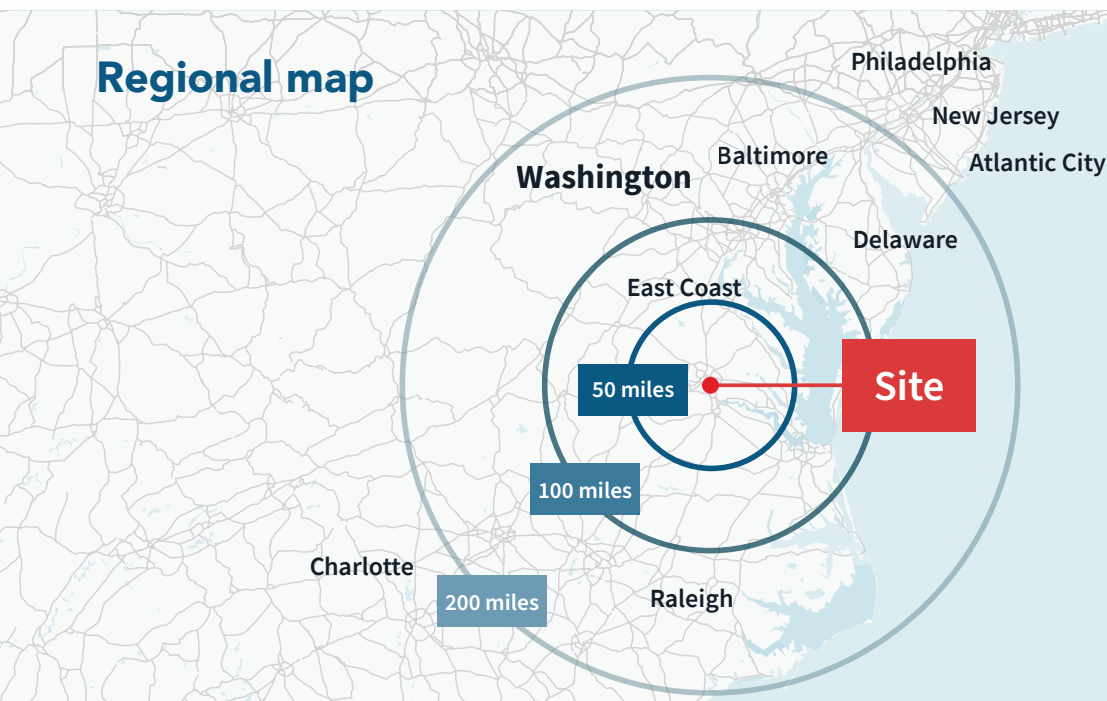 Regional map
Philadelphia
New Jersey
Baltimore
Atlantic City
Washington
Delaware
East Coast
50 miles
Site
100 miles
Charlotte
200 miles
Raleigh